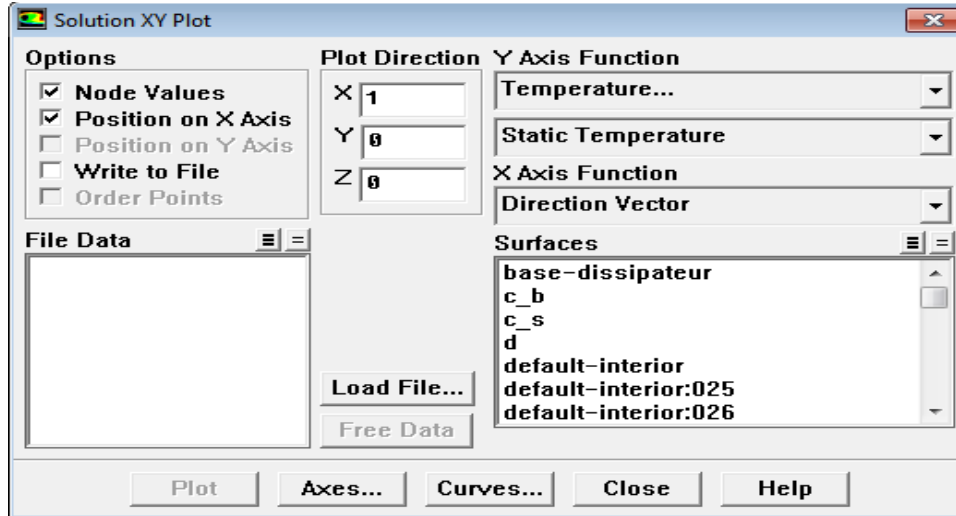 Solution XY Plot
Options
Node Values
Position on X Axis
Position on Y Axis
Write to File
Order Points
Plot Direction
X 1
Y 0
Z 0
Y Axis Function
Temperature...
Static Temperature
X Axis Function
Direction Vector
File Data
Surfaces
base-dissipateur
c_b
c_s
d
default-interior
default-interior:025
default-interior:026
Load File...
Free Data
Plot
Axes...
Curves...
Close
Help